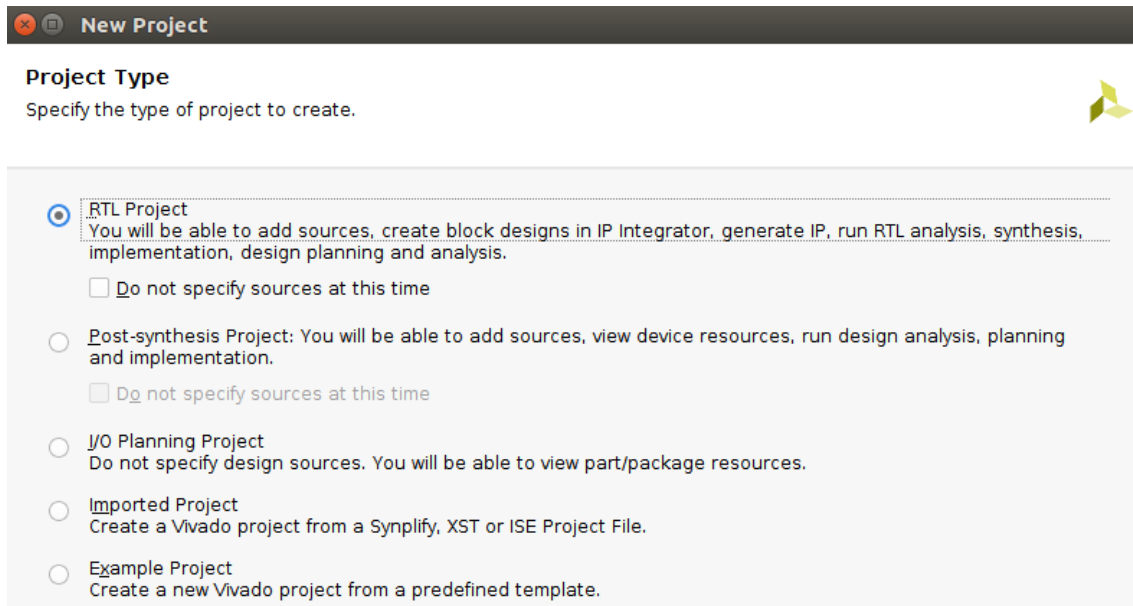 New Project
Project Type
Specify the type of project to create.
RTL Project
You will be able to add sources, create block designs in IP Integrator, generate IP, run RTL analysis, synthesis,
implementation, design planning and analysis.
Do not specify sources at this time
Post-synthesis Project: You will be able to add sources, view device resources, run design analysis, planning
and implementation.
Do not specify sources at this time
I/O Planning Project
Do not specify design sources. You will be able to view part/package resources.
Imported Project
Create a Vivado project from a Synplify, XST or ISE Project File.
Example Project
Create a new Vivado project from a predefined template.